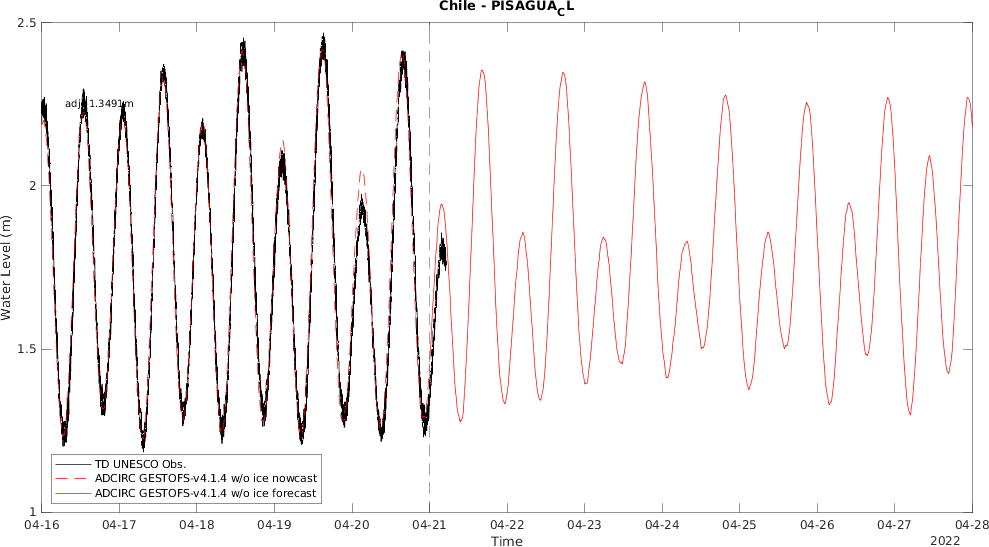 Chile - PISAGUA_CL
2.5
2
1.5
1
Water Level (m)
adj: 1.3491m
TD UNESCO Obs.
ADCIRC GESTOFS-v4.1.4 w/o ice nowcast
ADCIRC GESTOFS-v4.1.4 w/o ice forecast
04-16 04-17 04-18 04-19 04-20 04-21 04-22 04-23 04-24 04-25 04-26 04-27 04-28
Time
2022